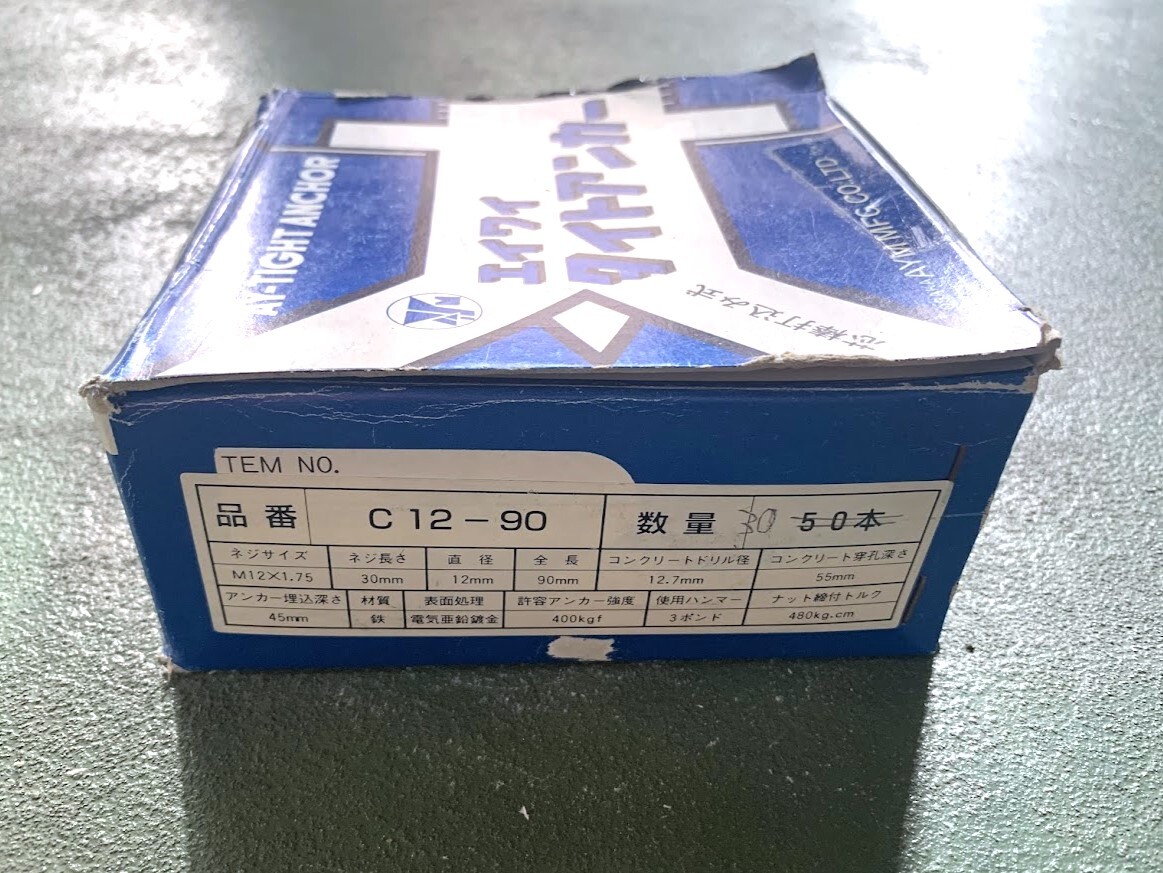 AY-TIGHT ANCHOR
エイワイ
タイトアンカー
芯棒打込み式
AYM MFG CO.LTD
TEM NO.
品番 C12-90 数量 30 50本
ネジサイズ ネジ長さ 直径 全長 コンクリートドリル径 コンクリート穿孔深さ
M12×1.75 30mm 12mm 90mm 12.7mm 55mm
アンカー埋込深さ 材質 表面処理 許容アンカー強度 使用ハンマー ナット締付トルク
45mm 鉄 電気亜鉛鍍金 400kgf 3ポンド 480kg.cm